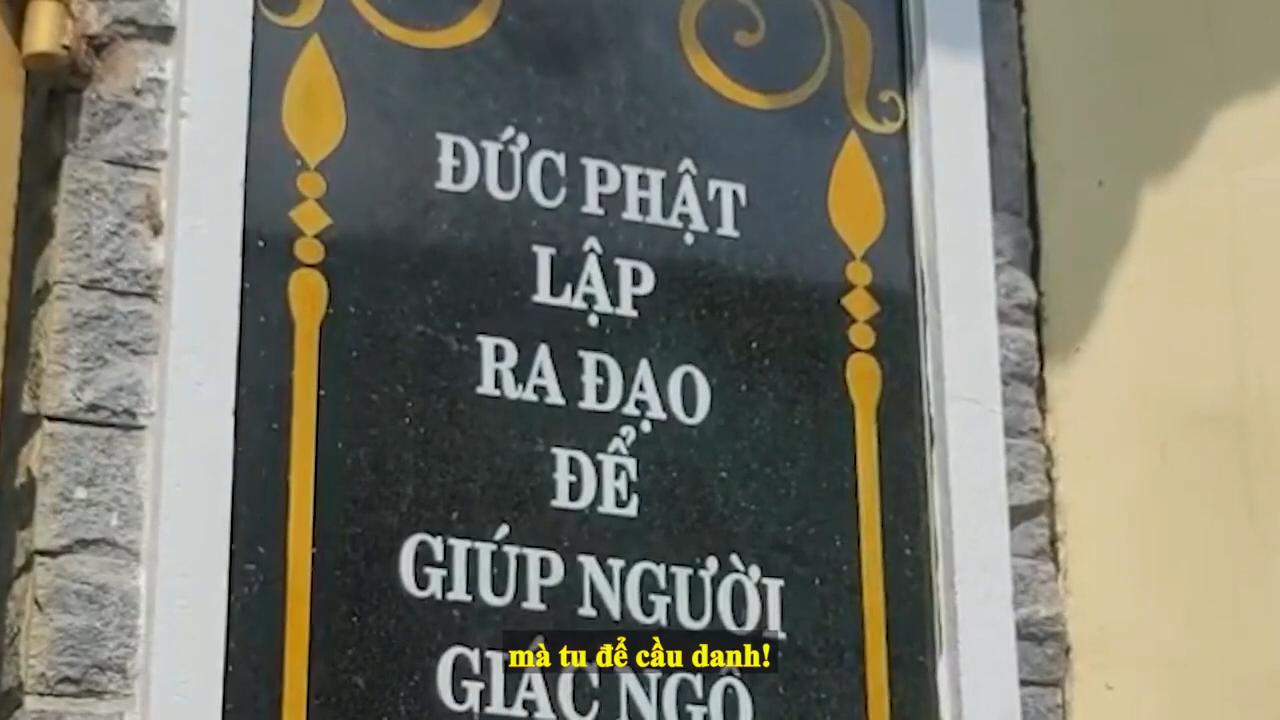 ĐỨC PHẬT
LẬP
RA ĐẠO
ĐỂ
GIÚP NGƯỜI
GIÁC NGỘ
mà tu để cầu danh!